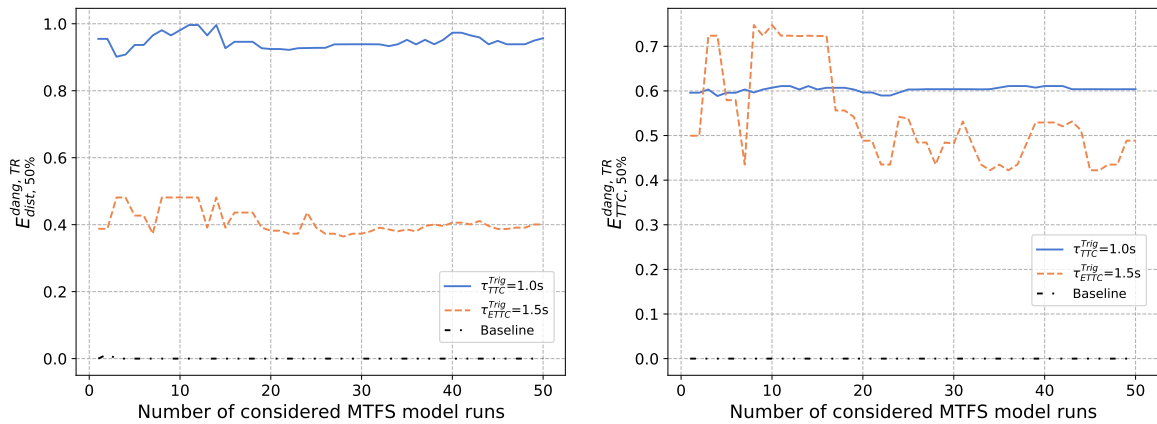 1.0
0.8
0.6
0.4
0.2
0.0
0 10 20 30 40 50
E^{dang, TR}_{dist, 50%}
Number of considered MTFS model runs
τ^{Trig}_{TTC}=1.0s
τ^{Trig}_{ETTC}=1.5s
Baseline
0.7
0.6
0.5
0.4
0.3
0.2
0.1
0.0
0 10 20 30 40 50
E^{dang, TR}_{TTC, 50%}
Number of considered MTFS model runs
τ^{Trig}_{TTC}=1.0s
τ^{Trig}_{ETTC}=1.5s
Baseline